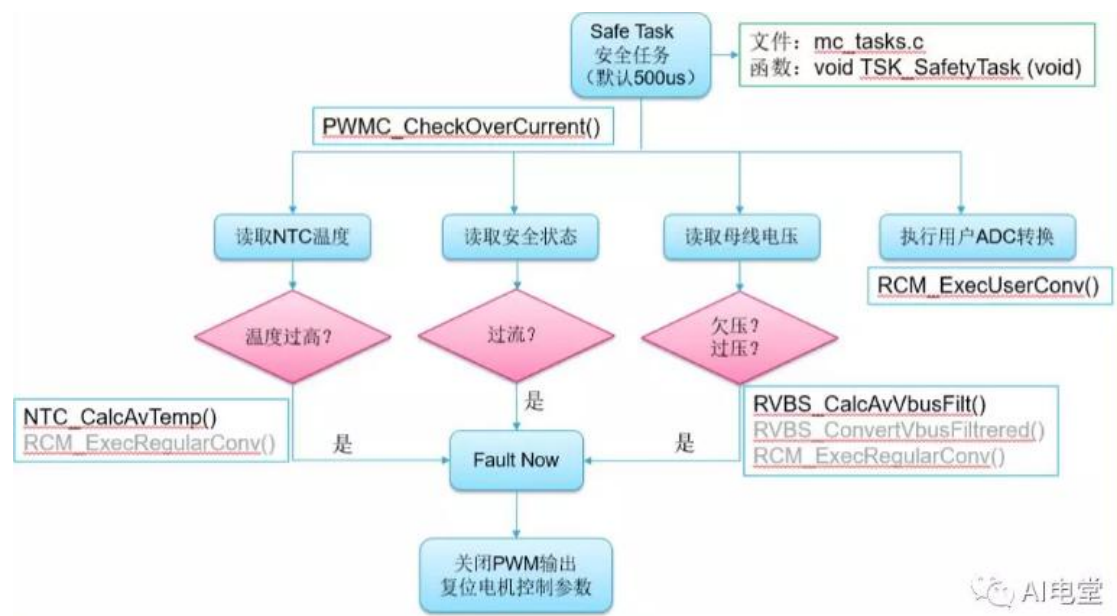 Safe Task
安全任务
（默认500us）
文件：mc_tasks.c
函数：void TSK_SafetyTask (void)
PWMC_CheckOverCurrent()
读取NTC温度
读取安全状态
读取母线电压
执行用户ADC转换
RCM_ExecUserConv()
温度过高？
过流？
欠压？
过压？
NTC_CalcAvTemp()
RCM_ExecRegularConv()
是
是
是
RVBS_CalcAvVbusFilt()
RVBS_ConvertVbusFiltrered()
RCM_ExecRegularConv()
Fault Now
关闭PWM输出
复位电机控制参数
AI电堂